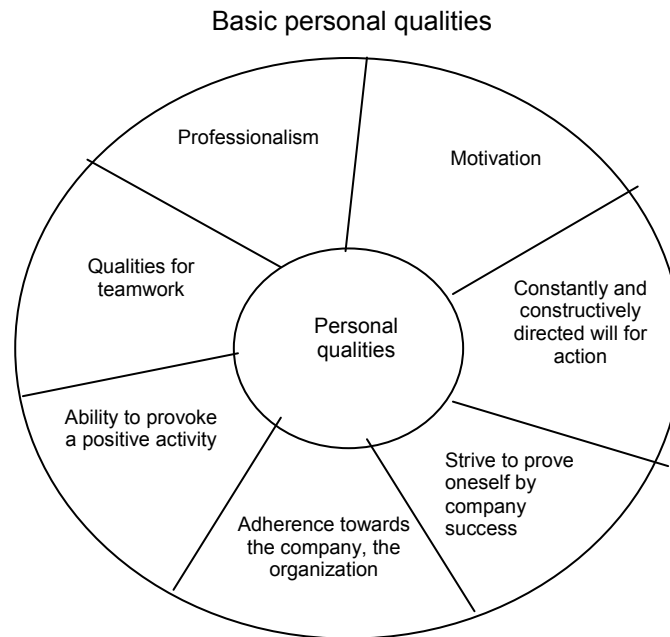 Basic personal qualities
Professionalism
Motivation
Qualities for
teamwork
Constantly and
constructively
directed will for
action
Personal
qualities
Ability to provoke
a positive activity
Strive to prove
oneself by
company
success
Adherence towards
the company, the
organization